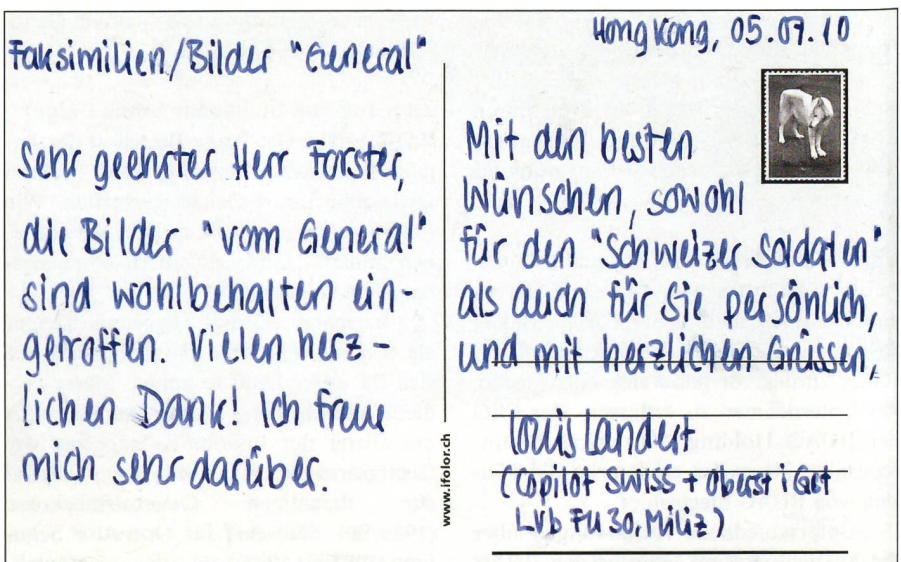 Faksimilien/Bilder "General"
Sehr geehrter Herr Forster,
die Bilder "vom General"
sind wohlbehalten ein-
getroffen. Vielen herz-
lichen Dank! Ich freue
mich sehr darüber
Hong Kong, 05.07.10
Mit den besten
Wünschen, sowohl
für den "Schweizer Soldaten"
als auch für Sie persönlich,
und mit herzlichen Grüssen,
Louis Landert
(Copilot Swiss + Oberst i Gst
Lvb FU 30, Miliz)
www.ifolor.ch